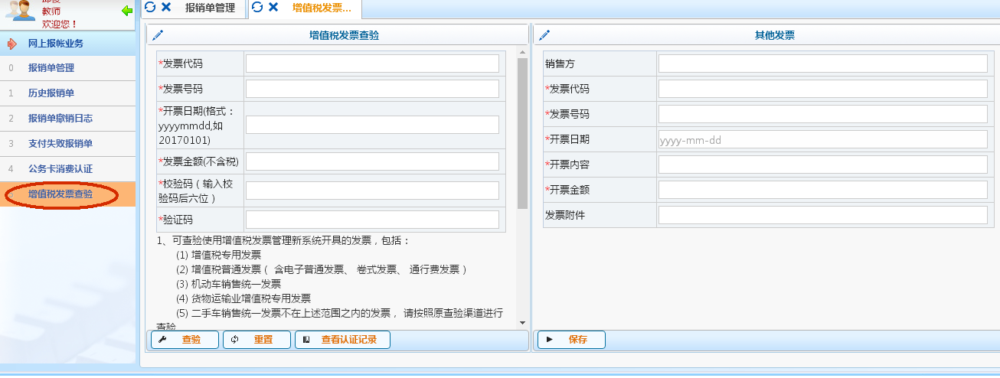 教师
欢迎您！
网上报帐业务
0 报销单管理
1 历史报销单
2 报销单撤销日志
3 支付失败报销单
4 公务卡消费认证
增值税发票查验
报销单管理
增值税发票...
增值税发票查验
*发票代码
*发票号码
*开票日期(格式：
yyyymmdd,如
20170101)
*发票金额(不含税)
*校验码（输入校
验码后六位）
*验证码
1、可查验使用增值税发票管理新系统开具的发票，包括：
(1) 增值税专用发票
(2) 增值税普通发票（ 含电子普通发票、 卷式发票、 通行费发票）
(3) 机动车销售统一发票
(4) 货物运输业增值税专用发票
(5) 二手车销售统一发票不在上述范围之内的发票， 请按照原查验渠道进行
查验
查验
重置
查看认证记录
其他发票
销售方
*发票代码
*发票号码
*开票日期 yyyy-mm-dd
*开票内容
*开票金额
发票附件
保存